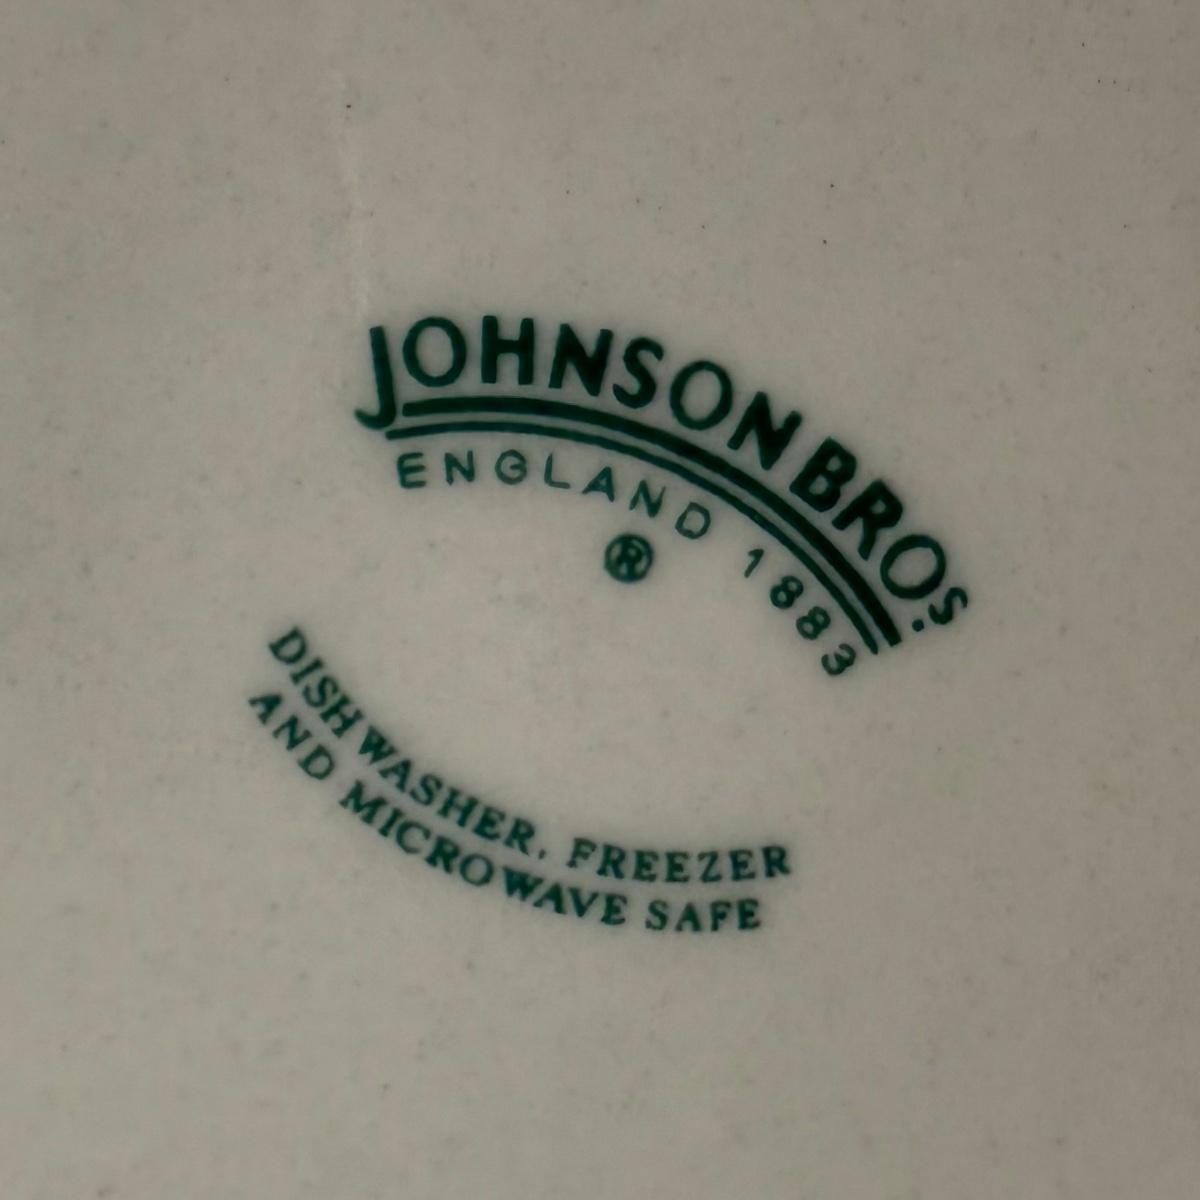 JOHNSON BROS.
ENGLAND 1883
®
DISHWASHER, FREEZER
AND MICROWAVE SAFE